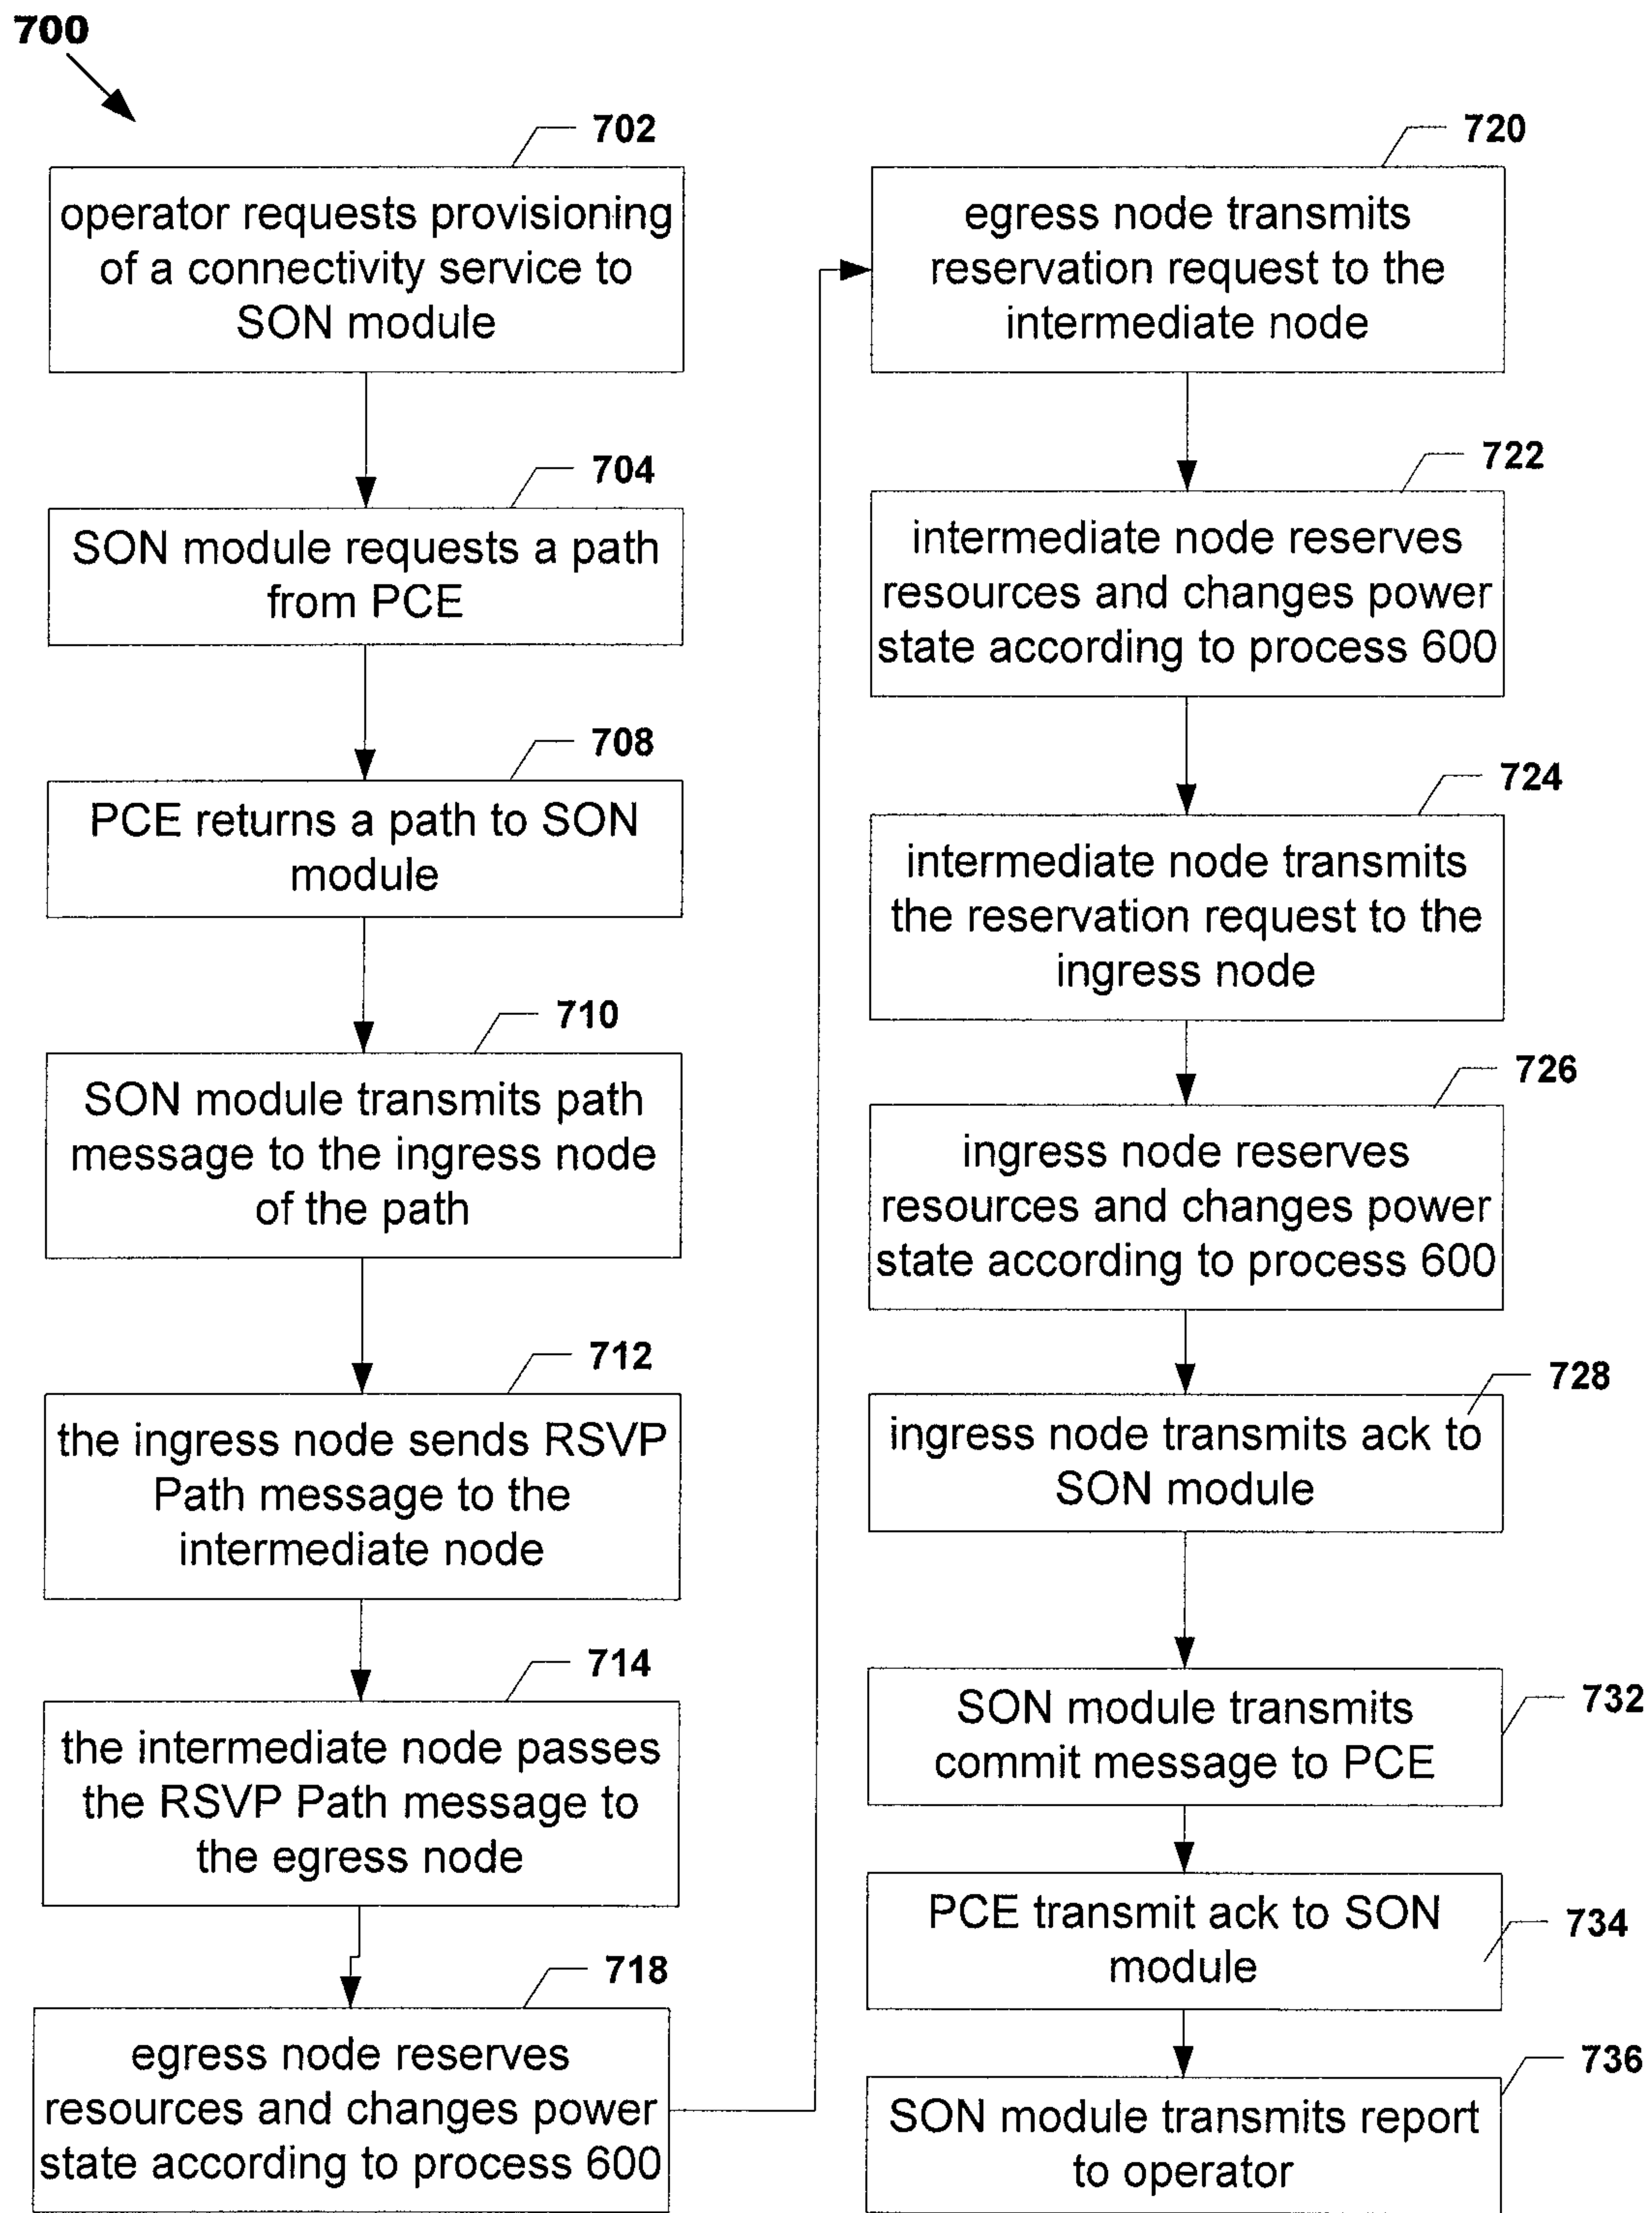 700
702
operator requests provisioning
of a connectivity service to
SON module
704
SON module requests a path
from PCE
708
PCE returns a path to SON
module
710
SON module transmits path
message to the ingress node
of the path
712
the ingress node sends RSVP
Path message to the
intermediate node
714
the intermediate node passes
the RSVP Path message to
the egress node
718
egress node reserves
resources and changes power
state according to process 600
720
egress node transmits
reservation request to the
intermediate node
722
intermediate node reserves
resources and changes power
state according to process 600
724
intermediate node transmits
the reservation request to the
ingress node
726
ingress node reserves
resources and changes power
state according to process 600
728
ingress node transmits ack to
SON module
732
SON module transmits
commit message to PCE
734
PCE transmit ack to SON
module
736
SON module transmits report
to operator